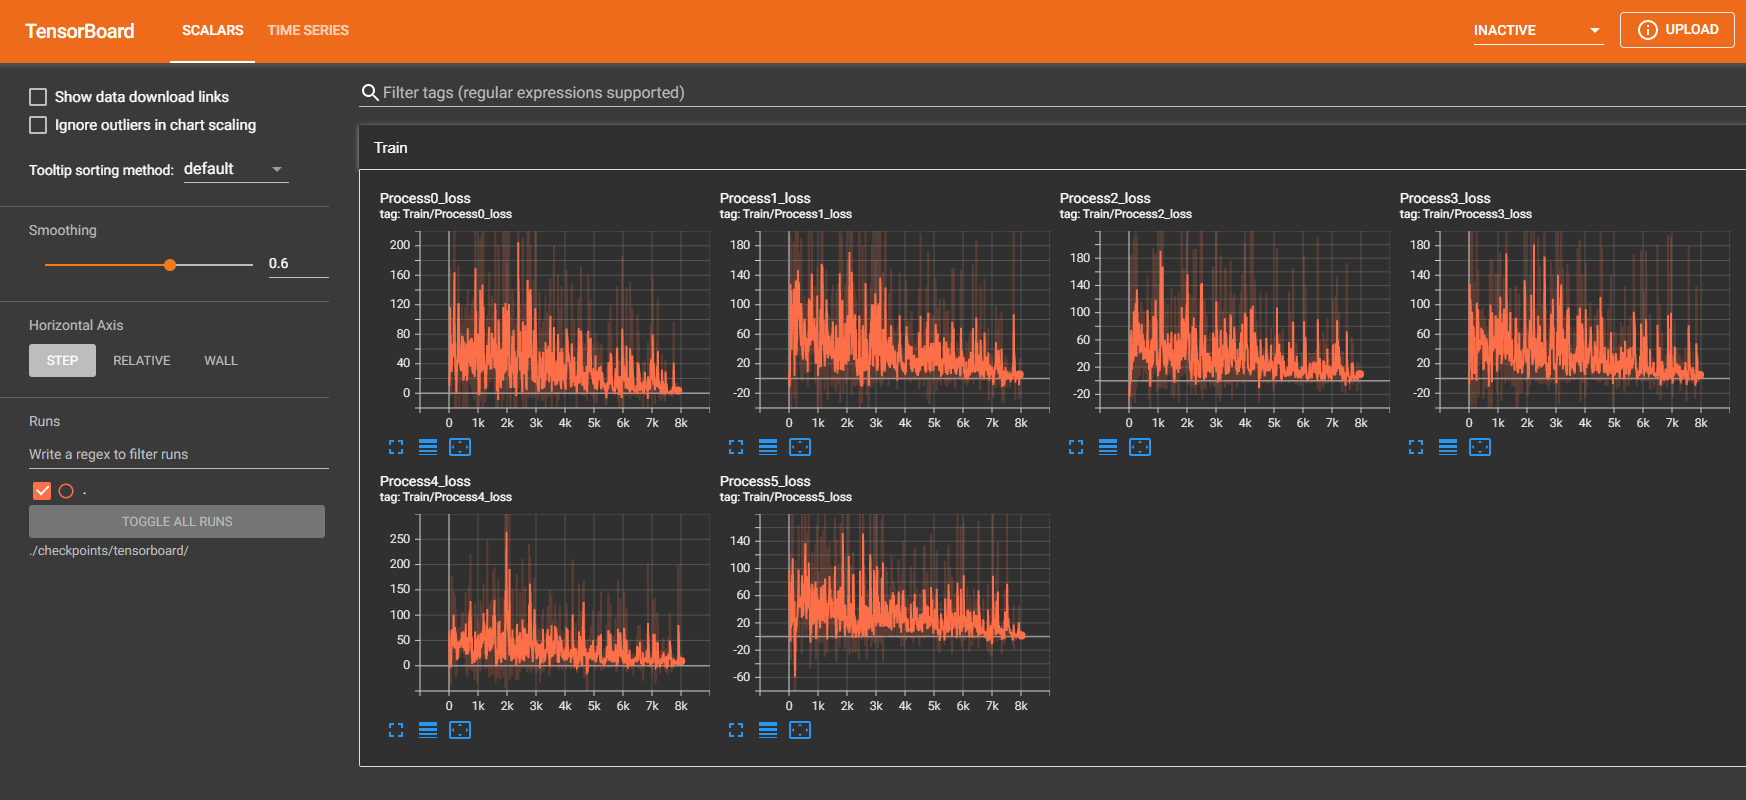 TensorBoard
SCALARS
TIME SERIES
INACTIVE
UPLOAD
Show data download links
Ignore outliers in chart scaling
Tooltip sorting method: default
Smoothing
0.6
Horizontal Axis
STEP RELATIVE WALL
Runs
Write a regex to filter runs
.
TOGGLE ALL RUNS
./checkpoints/tensorboard/
Filter tags (regular expressions supported)
Train
Process0_loss
tag: Train/Process0_loss
200
160
120
80
40
0
0 1k 2k 3k 4k 5k 6k 7k 8k
Process1_loss
tag: Train/Process1_loss
180
140
100
60
20
-20
0 1k 2k 3k 4k 5k 6k 7k 8k
Process2_loss
tag: Train/Process2_loss
180
140
100
60
20
-20
0 1k 2k 3k 4k 5k 6k 7k 8k
Process3_loss
tag: Train/Process3_loss
180
140
100
60
20
-20
0 1k 2k 3k 4k 5k 6k 7k 8k
Process4_loss
tag: Train/Process4_loss
250
200
150
100
50
0
0 1k 2k 3k 4k 5k 6k 7k 8k
Process5_loss
tag: Train/Process5_loss
140
100
60
20
-20
-60
0 1k 2k 3k 4k 5k 6k 7k 8k